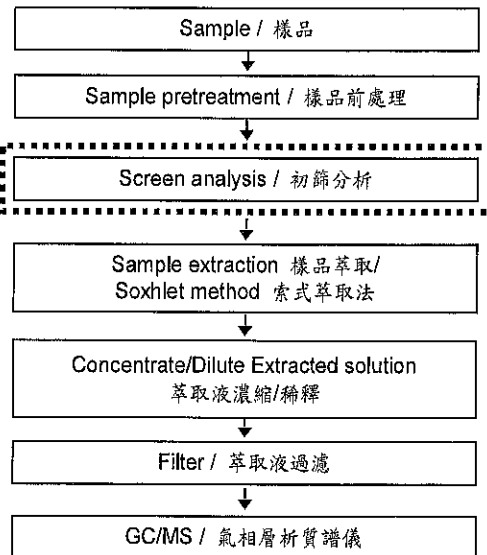 Sample / 樣品
Sample pretreatment / 樣品前處理
Screen analysis / 初篩分析
Sample extraction 樣品萃取/
Soxhlet method 索式萃取法
Concentrate/Dilute Extracted solution
萃取液濃縮/稀釋
Filter / 萃取液過濾
GC/MS / 氣相層析質譜儀